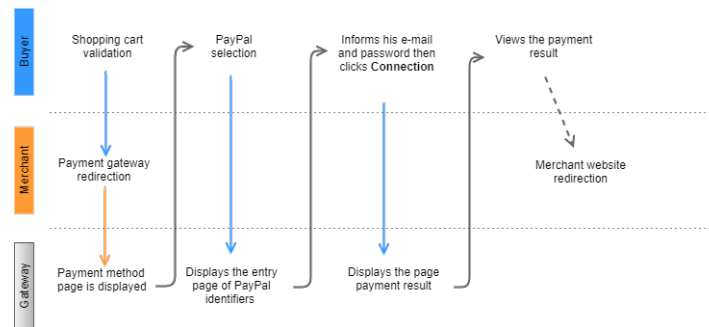 Buyer
Shopping cart
validation
PayPal
selection
Informs his e-mail
and password then
clicks Connection
Views the payment
result
Merchant
Payment gateway
redirection
Merchant website
redirection
Gateway
Payment method
page is displayed
Displays the entry
page of PayPal
identifiers
Displays the page
payment result